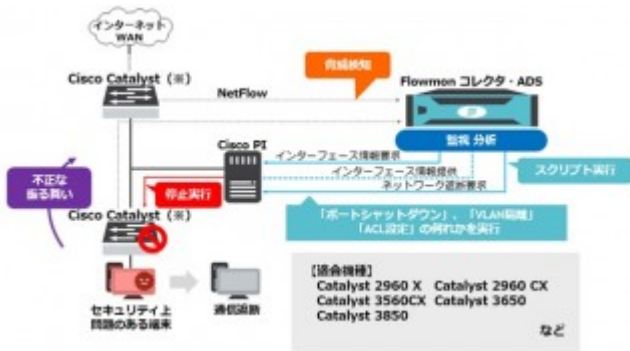 インターネット
WAN
Cisco Catalyst（※）
NetFlow
脅威検知
Flowmon コレクタ・ADS
監視 分析
Cisco PI
インターフェース情報要求
インターフェース情報提供
ネットワーク遮断要求
スクリプト実行
不正な
振る舞い
停止実行
Cisco Catalyst（※）
「ポートシャットダウン」、「VLAN隔離」
「ACL設定」の何れかを実行
セキュリティ上
問題のある端末
通信遮断
【適合機種】
Catalyst 2960 X Catalyst 2960 CX
Catalyst 3560CX Catalyst 3650
Catalyst 3850
など